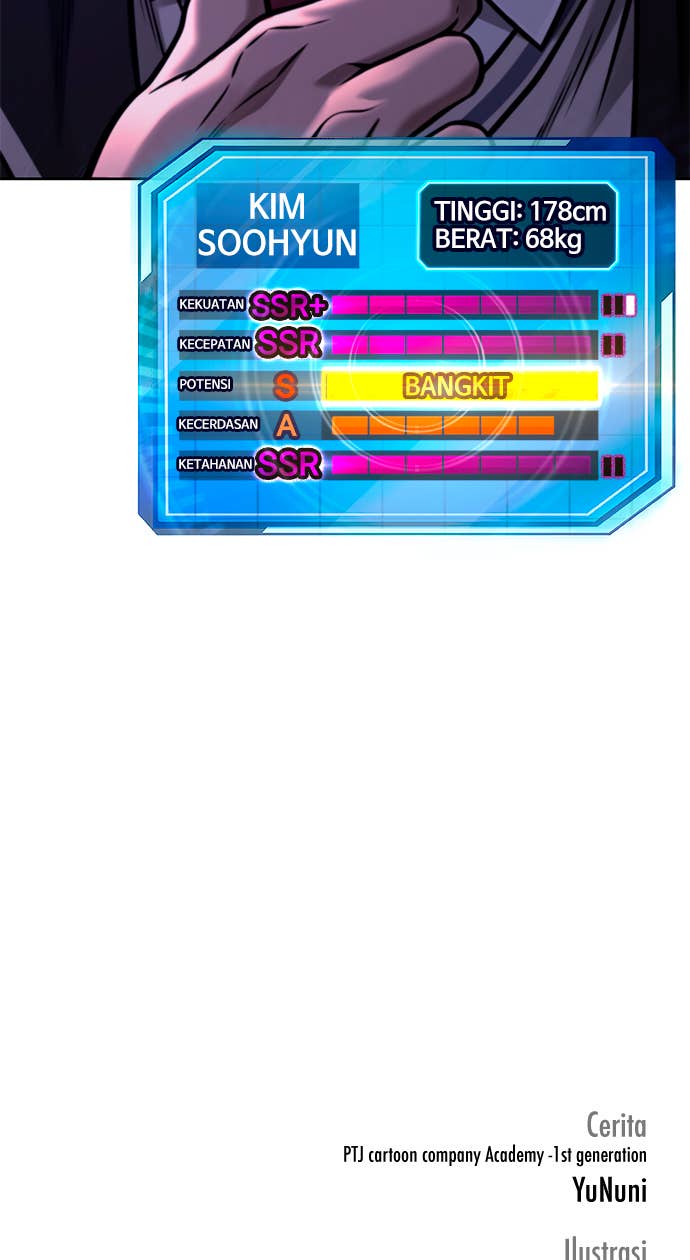 KIM
SOOHYUN
TINGGI: 178cm
BERAT: 68kg
KEKUATAN SSR+
KECEPATAN SSR
POTENSI S BANGKIT
KECERDASAN A
KETAHANAN SSR
Cerita
PTJ cartoon company Academy -1st generation
YuNuni
Ilustrasi